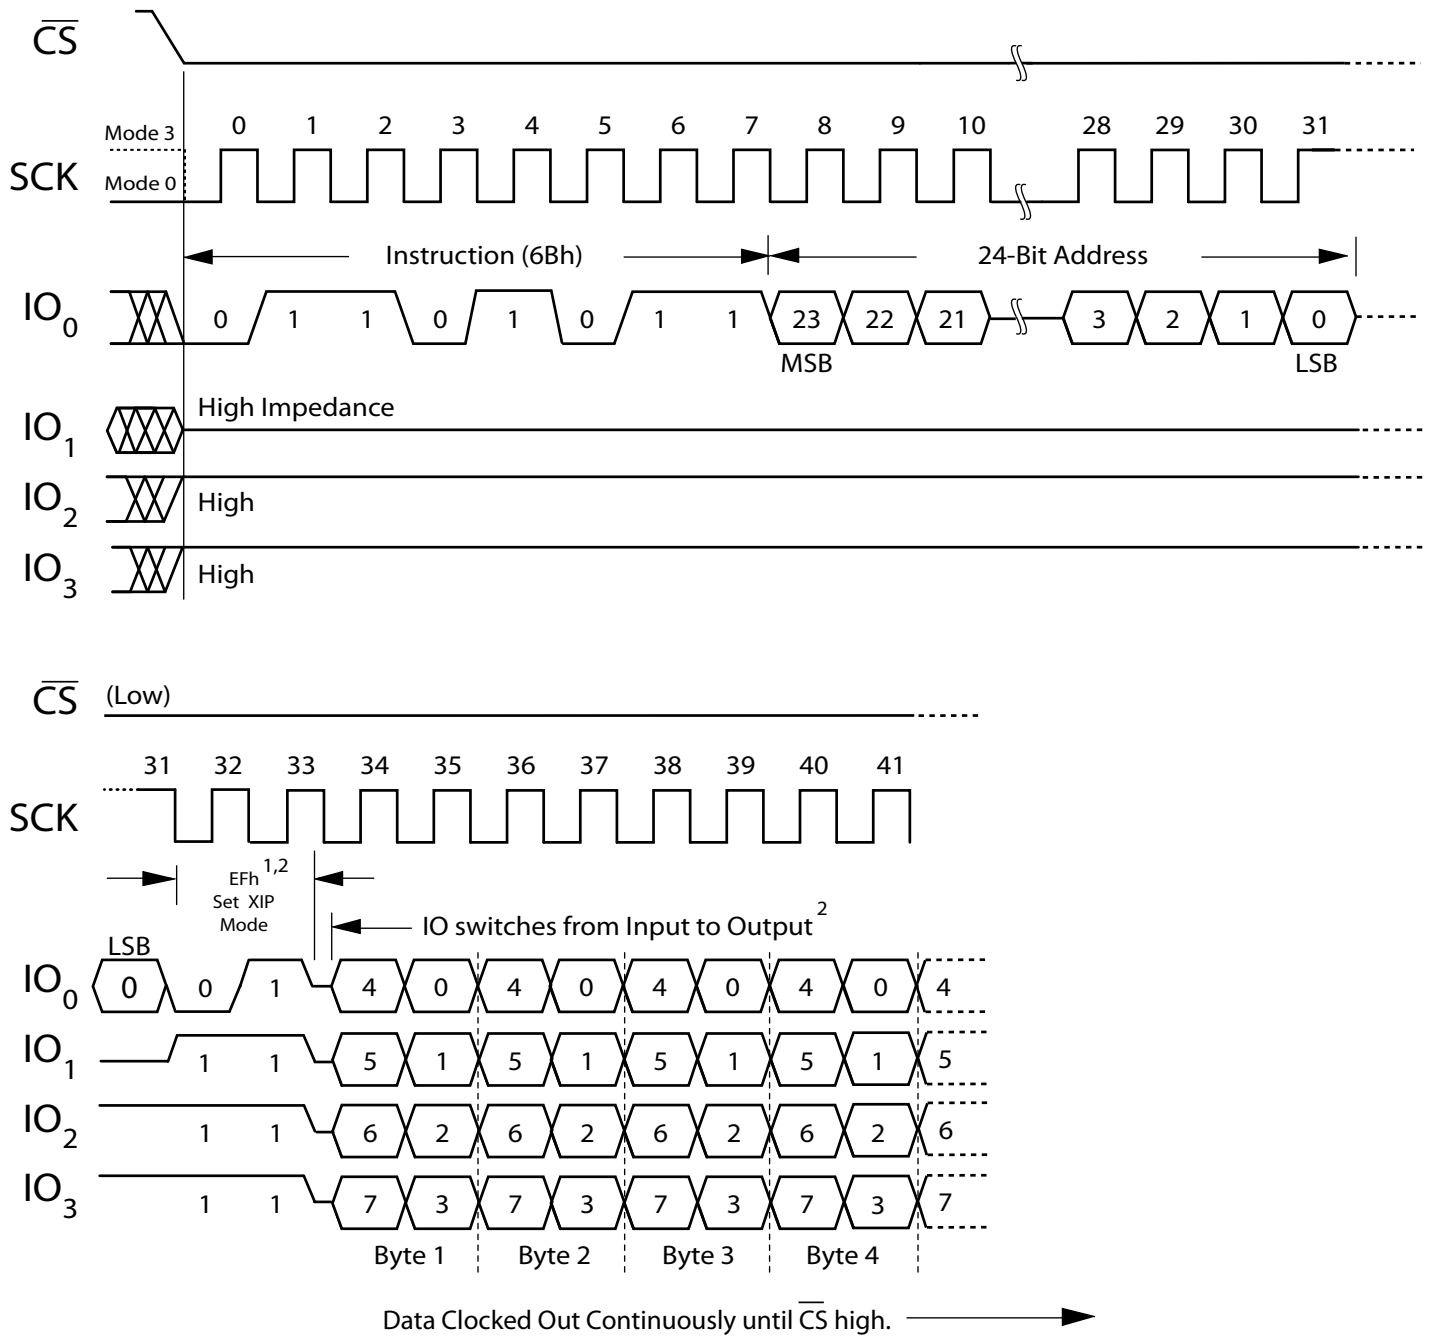 CS
Mode 3 0 1 2 3 4 5 6 7 8 9 10 28 29 30 31
SCK
Mode 0
Instruction (6Bh) 24-Bit Address
IO0 0 1 1 0 1 0 1 1 23 22 21 3 2 1 0
MSB LSB
High Impedance
IO1
IO2 High
IO3 High
CS (Low)
31 32 33 34 35 36 37 38 39 40 41
SCK
EFh 1,2
Set XIP
Mode
IO switches from Input to Output 2
LSB
IO0 0 0 1 4 0 4 0 4 0 4 0 4
IO1 1 1 5 1 5 1 5 1 5 1 5
IO2 1 1 6 2 6 2 6 2 6 2 6
IO3 1 1 7 3 7 3 7 3 7 3 7
Byte 1 Byte 2 Byte 3 Byte 4
Data Clocked Out Continuously until CS high.